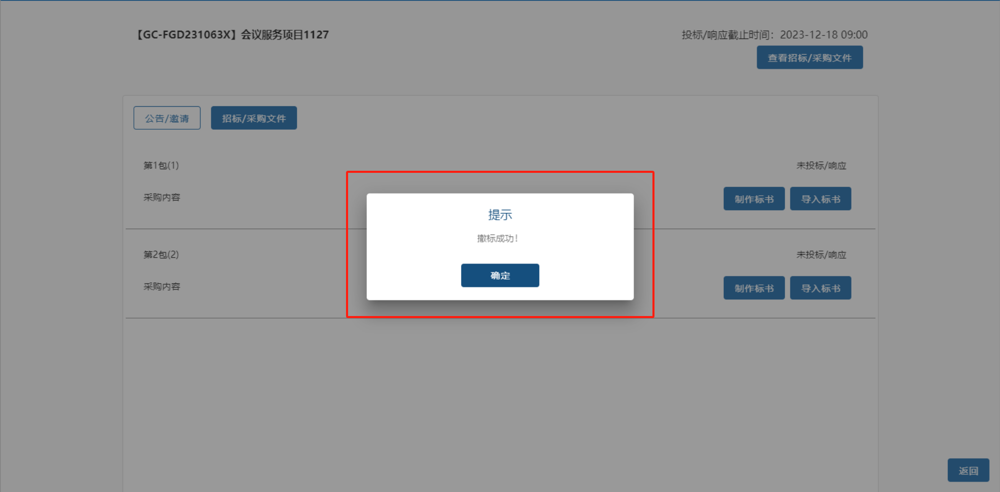 【GC-FGD231063X】会议服务项目1127
投标/响应截止时间：2023-12-18 09:00
查看招标/采购文件
公告/邀请
招标/采购文件
第1包(1)
未投标/响应
采购内容
制作标书
导入标书
提示
撤标成功！
确定
第2包(2)
未投标/响应
采购内容
制作标书
导入标书
返回